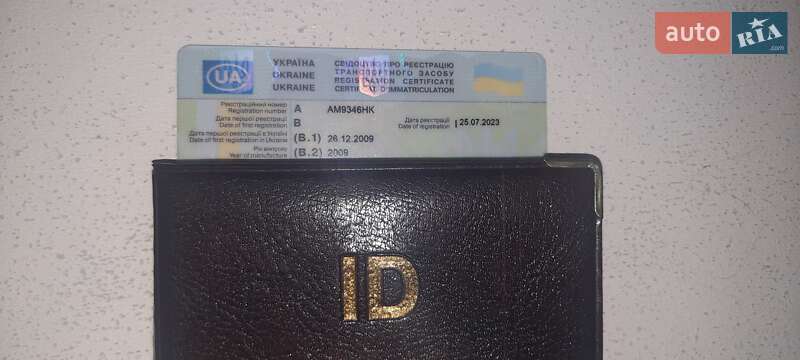 auto RIA.com
УКРАЇНА СВІДОЦТВО ПРО РЕЄСТРАЦІЮ
UA UKRAINE ТРАНСПОРТНОГО ЗАСОБУ
UKRAINE REGISTRATION CERTIFICATE
CERTIFICAT D'IMMATRICULATION
Реєстраційний номер A AM9346HK
Registration number
Дата першої реєстрації B Дата реєстрації 25.07.2023
Date of first registration Date of registration
Дата першої реєстрації в Україні (B.1) 26.12.2009
Date of first registration in Ukraine
Рік випуску (B.2) 2009
Year of manufacture
ID